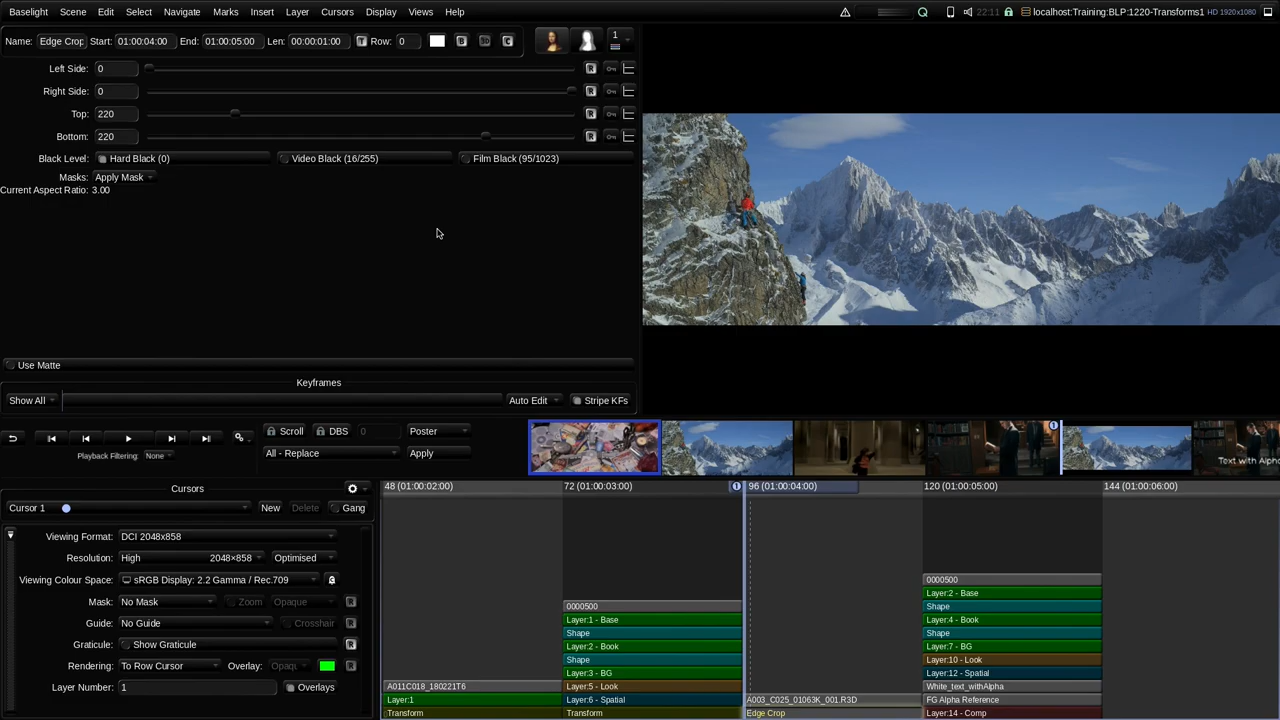 Baselight Scene Edit Select Navigate Marks Insert Layer Cursors Display Views Help 22:11 localhost:Training:BLP:1220-Transforms1 HD 1920x1080
Name: Edge Crop Start: 01:00:04:00 End: 01:00:05:00 Len: 00:00:01:00 Row: 0 1
Left Side: 0 R
Right Side: 0 R
Top: 220 R
Bottom: 220 R
Black Level: Hard Black (0) Video Black (16/255) Film Black (95/1023)
Masks: Apply Mask
Current Aspect Ratio: 3.00
Use Matte
Keyframes
Show All Auto Edit Stripe KFs
Scroll DBS 0 Poster
Playback Filtering: None All - Replace Apply
Text with Alpha
Cursors
Cursor 1 New Delete Gang
Viewing Format: DCI 2048x858
Resolution: High 2048×858 Optimised
Viewing Colour Space: sRGB Display: 2.2 Gamma / Rec.709
Mask: No Mask Zoom Opaque R
Guide: No Guide Crosshair
Graticule: Show Graticule R
Rendering: To Row Cursor Overlay: R
Layer Number: 1 Overlays
48 (01:00:02:00) 72 (01:00:03:00) 96 (01:00:04:00) 120 (01:00:05:00) 144 (01:00:06:00)
A011C018_180221T6
Layer:1
Transform
0000500
Layer:1 - Base
Shape
Layer:2 - Book
Shape
Layer:3 - BG
Layer:5 - Look
Layer:6 - Spatial
Transform
A003_C025_01063K_001.R3D
Edge Crop
0000500
Layer:2 - Base
Shape
Layer:4 - Book
Shape
Layer:7 - BG
Layer:10 - Look
Layer:12 - Spatial
White_text_withAlpha
FG Alpha Reference
Layer:14 - Comp